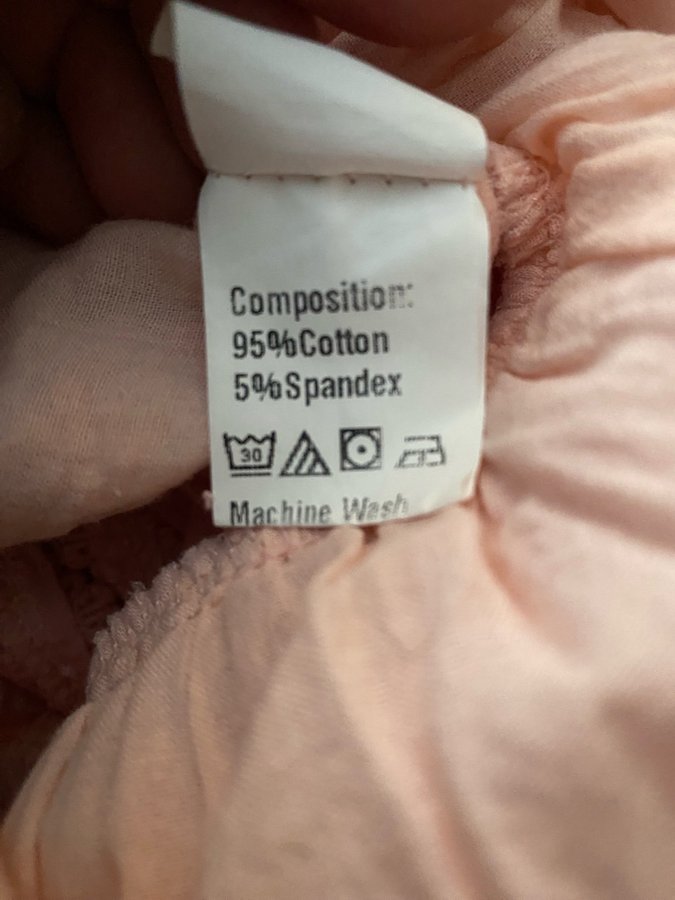 Composition:
95%Cotton
5%Spandex
30
Machine Wash